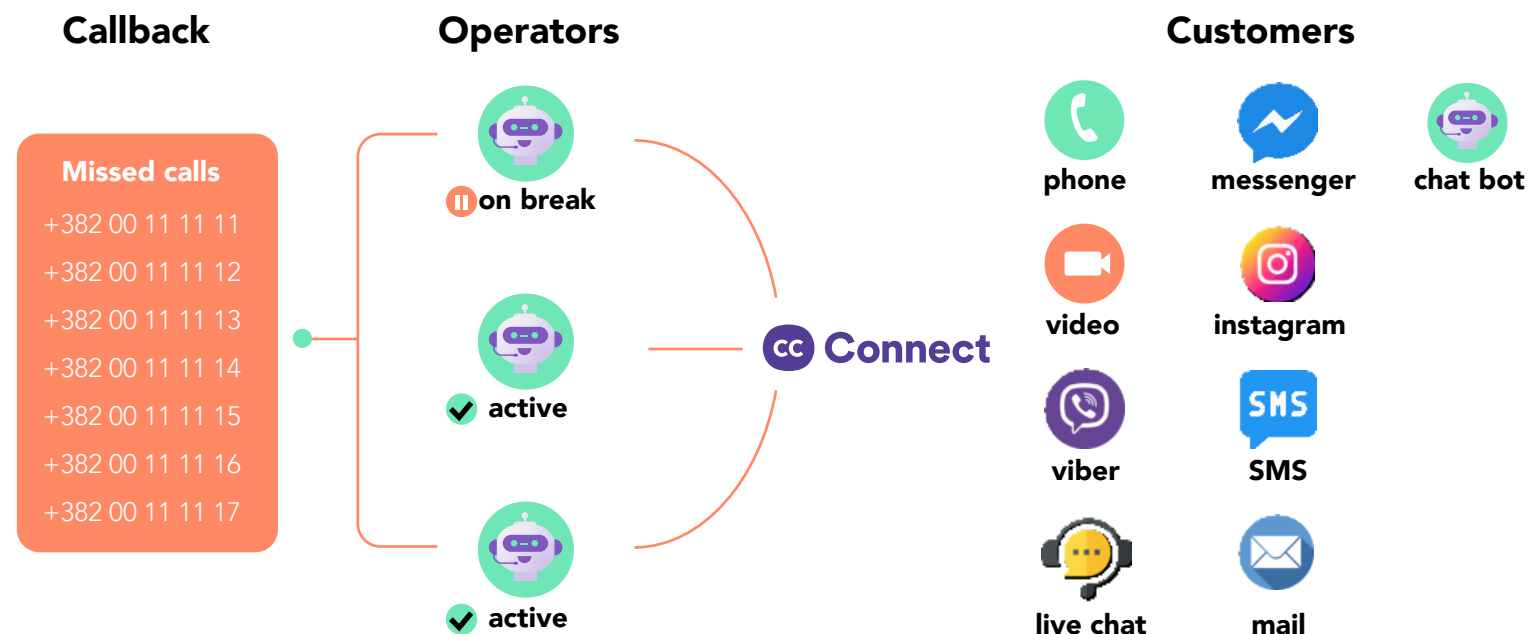 Callback
Operators
Customers
Missed calls
+382 00 11 11 11
+382 00 11 11 12
+382 00 11 11 13
+382 00 11 11 14
+382 00 11 11 15
+382 00 11 11 16
+382 00 11 11 17
on break
active
active
cc Connect
phone
messenger
chat bot
video
instagram
viber
SMS
SMS
live chat
mail